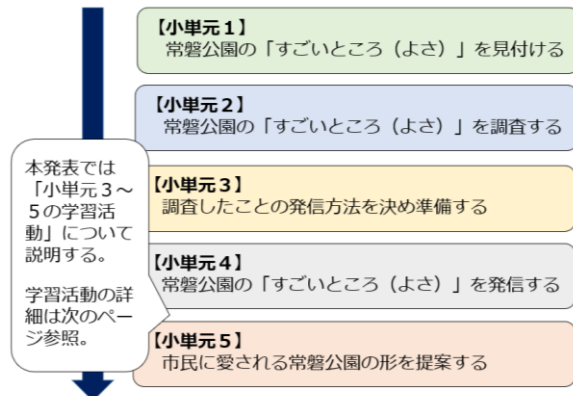 【小単元1】
常磐公園の「すごいところ（よさ）」を見付ける
【小単元2】
常磐公園の「すごいところ（よさ）」を調査する
【小単元3】
調査したことの発信方法を決め準備する
【小単元4】
常磐公園の「すごいところ（よさ）」を発信する
【小単元5】
市民に愛される常磐公園の形を提案する
本発表では
「小単元3～
5の学習活
動」について
説明する。
学習活動の詳
細は次のペー
ジ参照。